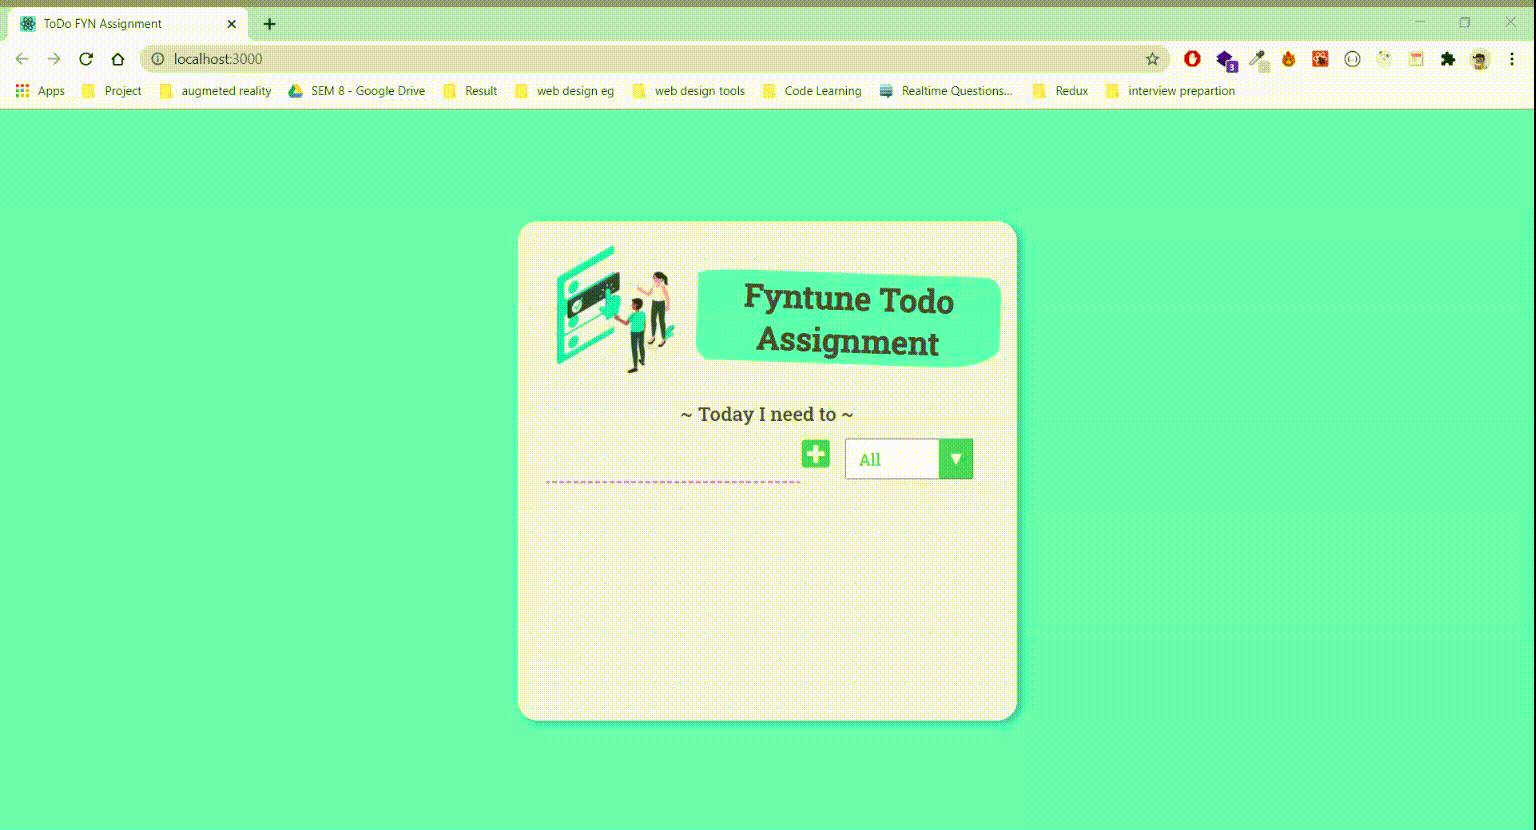 ToDo FYN Assignment
localhost:3000
3
Apps Project augmeted reality SEM 8 - Google Drive Result web design eg web design tools Code Learning Realtime Questions... Redux interview prepartion
Fyntune Todo
Assignment
~ Today I need to ~
All